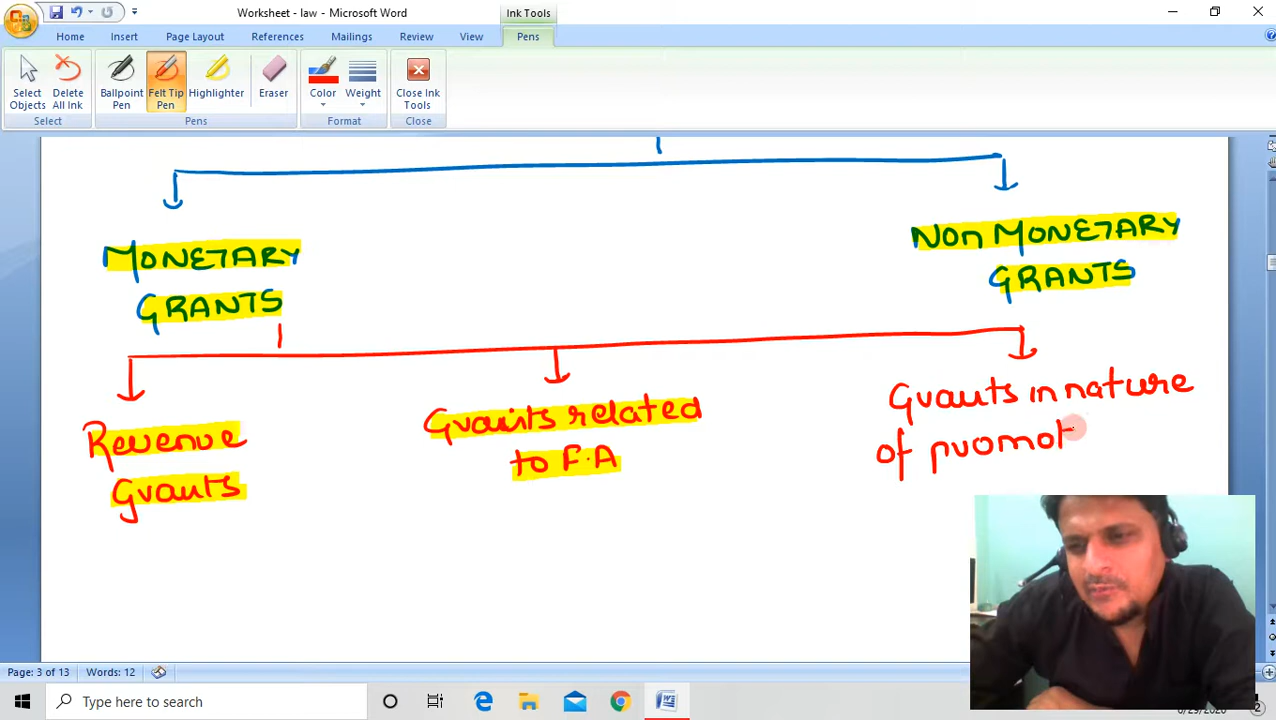 Worksheet - law - Microsoft Word
Ink Tools
Home Insert Page Layout References Mailings Review View Pens
Select Objects
Delete All Ink
Ballpoint Pen
Felt Tip Pen
Highlighter
Eraser
Color
Weight
Close Ink Tools
Select Pens Format Close
MONETARY
GRANTS
Non MONETARY
GRANTS
Revenue
Grants
Grants related
to F.A
Grants in nature
of promot
Page: 3 of 13 Words: 12
Type here to search